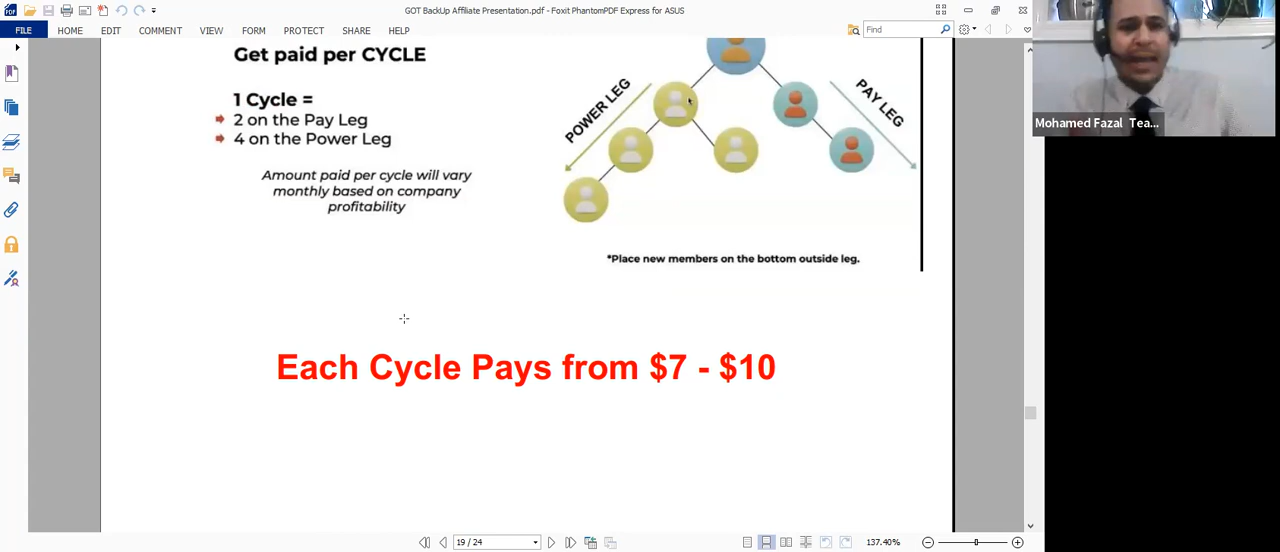 GOT BackUp Affiliate Presentation.pdf - Foxit PhantomPDF Express for ASUS
FILE HOME COMMENT VIEW FORM PROTECT SHARE HELP
Find
Get paid per CYCLE
1 Cycle =
2 on the Pay Leg
4 on the Power Leg
Amount paid per cycle will vary
monthly based on company
profitability
POWER LEG
PAY LEG
*Place new members on the bottom outside leg.
Each Cycle Pays from $7 - $10
Mohamed Fazal Tea...
19 / 24
137.40%